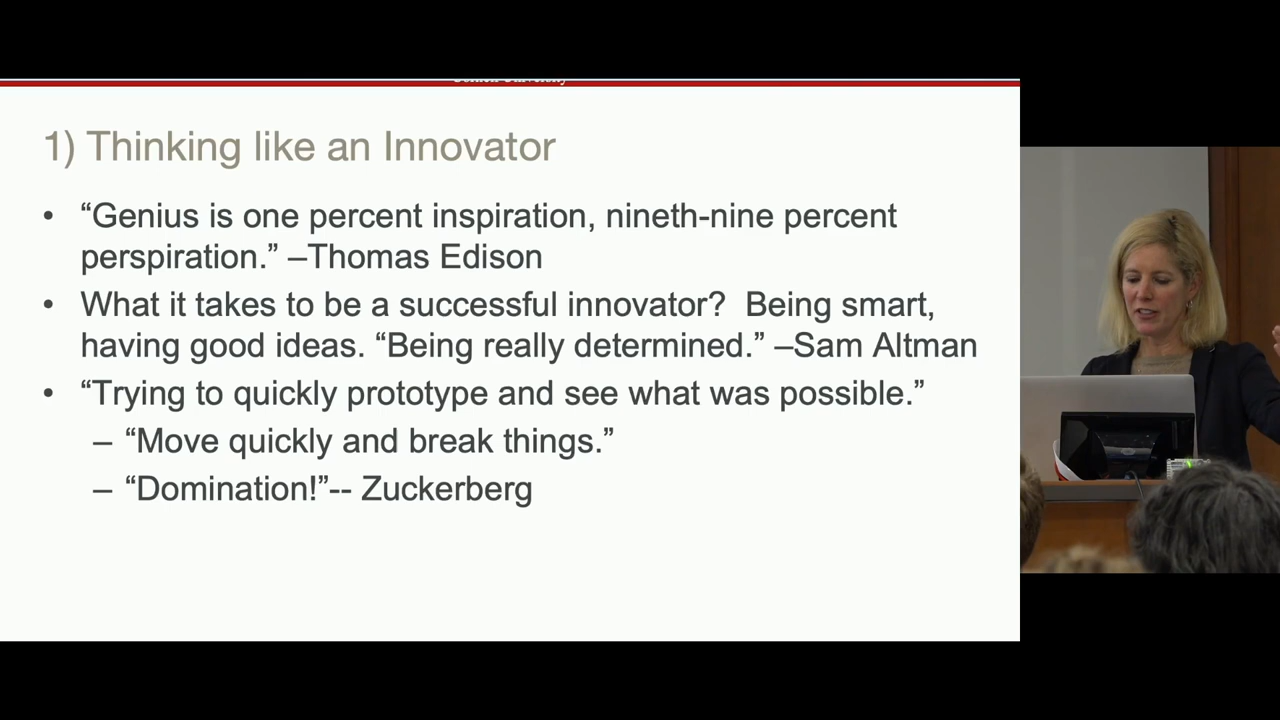 1) Thinking like an Innovator
• “Genius is one percent inspiration, nineth-nine percent
perspiration.” –Thomas Edison
• What it takes to be a successful innovator?  Being smart,
having good ideas. “Being really determined.” –Sam Altman
• “Trying to quickly prototype and see what was possible.”
– “Move quickly and break things.”
– “Domination!”-- Zuckerberg